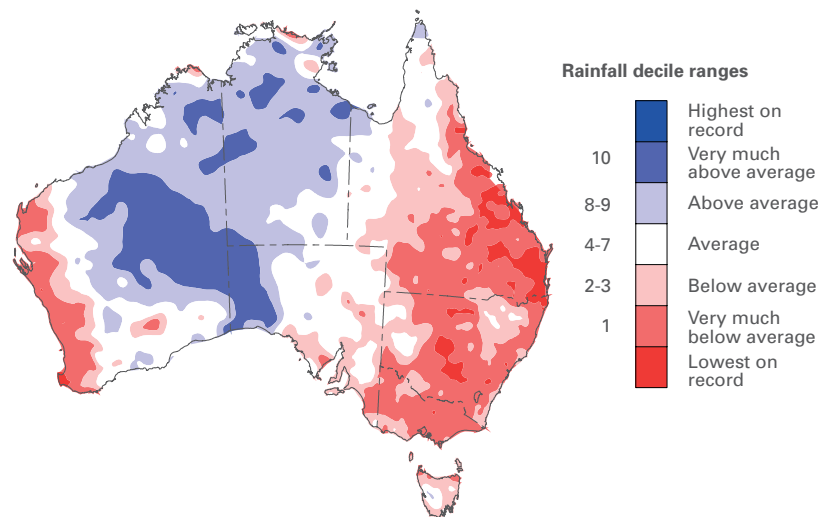 Rainfall decile ranges
Highest on
record
10
Very much
above average
8-9
Above average
4-7
Average
2-3
Below average
1
Very much
below average
Lowest on
record